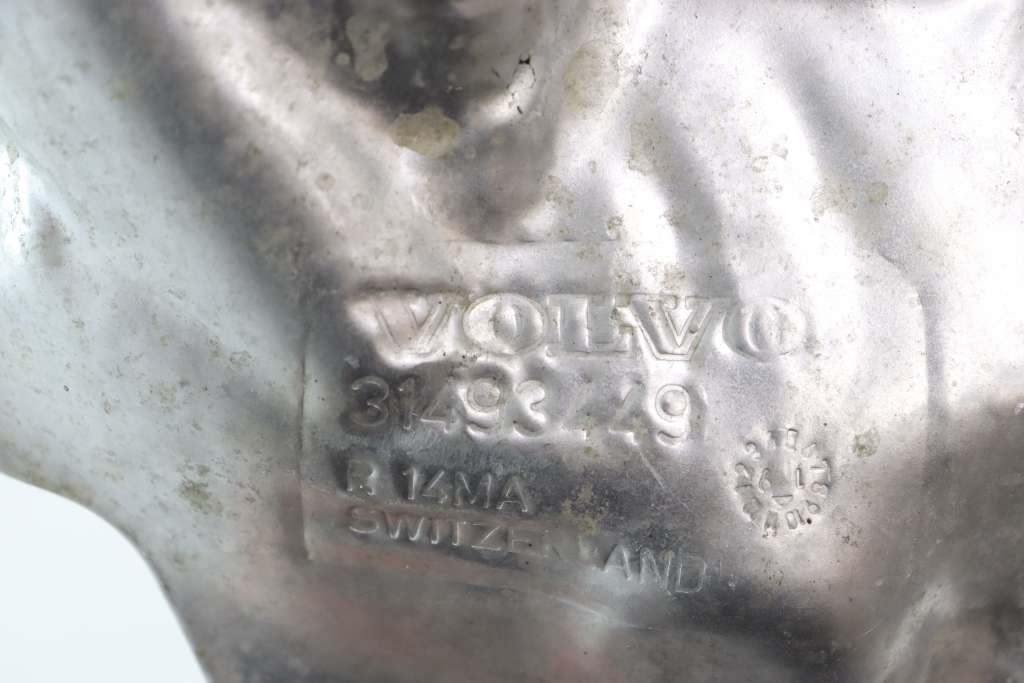 VOLVO
31493449
R 14MA
SWITZERLAND